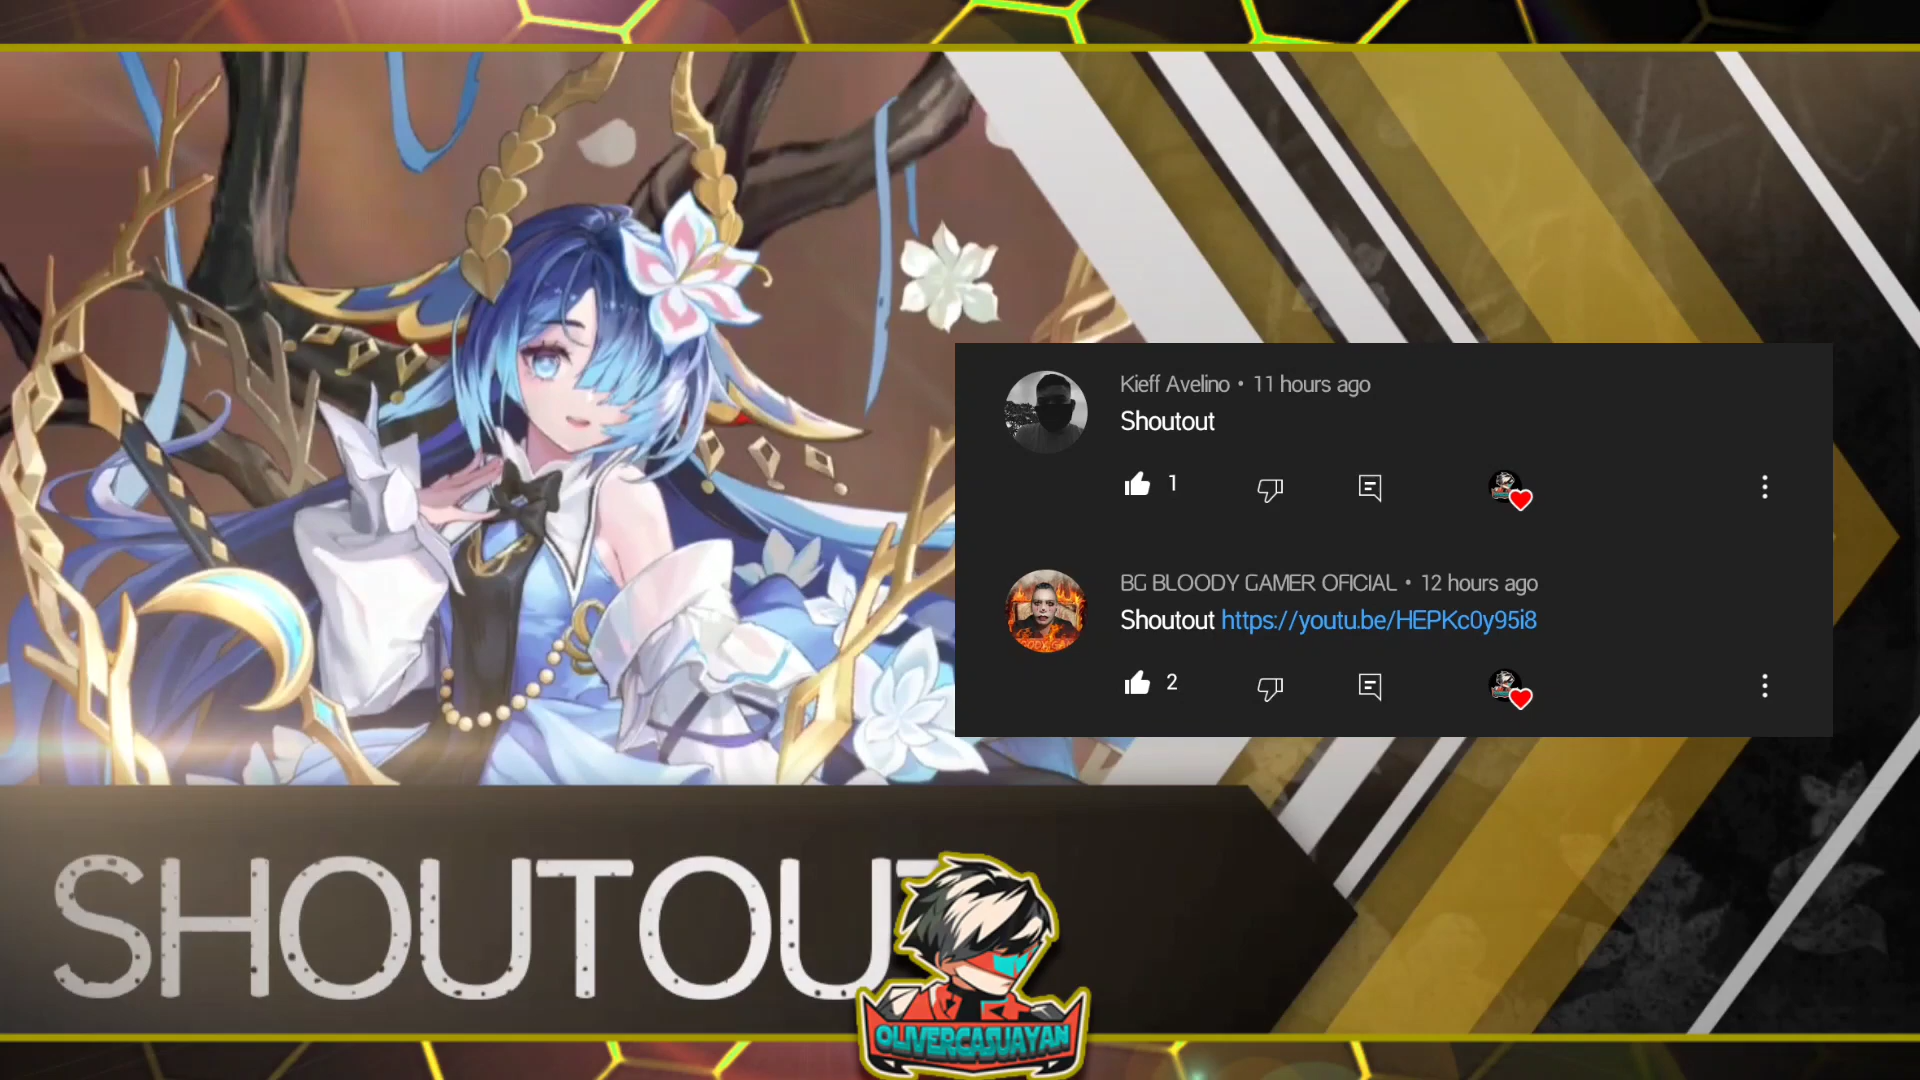 Kieff Avelino • 11 hours ago
Shoutout
1
BG BLOODY GAMER OFICIAL • 12 hours ago
Shoutout https://youtu.be/HEPKc0y95i8
2
SHOUTOUT
OLIVERCASUAYAN